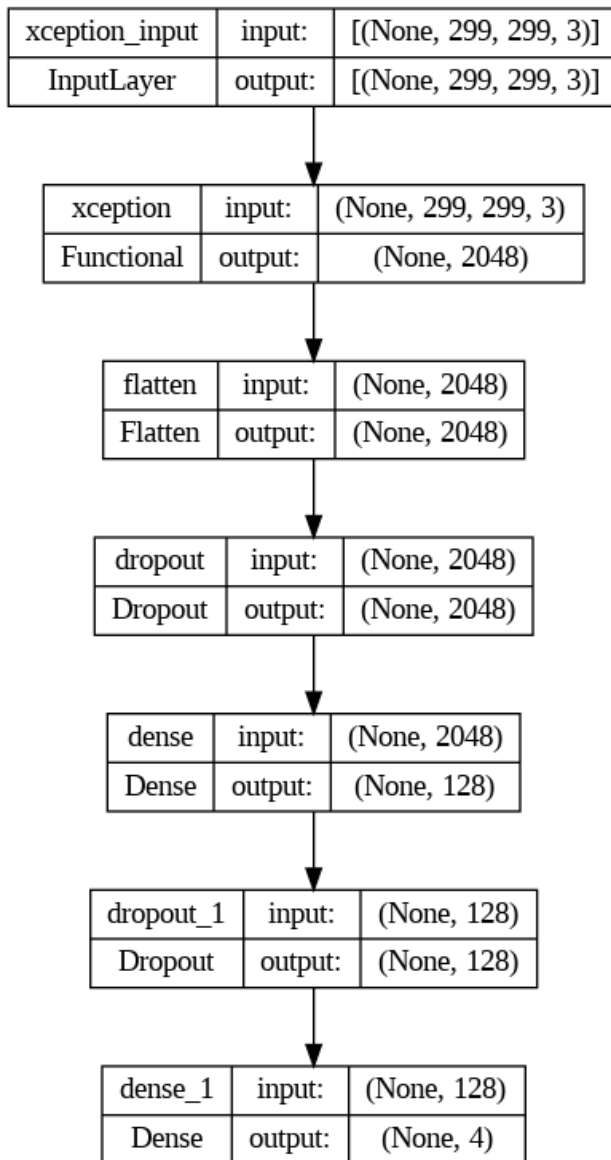 xception_input input: [(None, 299, 299, 3)]
InputLayer output: [(None, 299, 299, 3)]
xception input: (None, 299, 299, 3)
Functional output: (None, 2048)
flatten input: (None, 2048)
Flatten output: (None, 2048)
dropout input: (None, 2048)
Dropout output: (None, 2048)
dense input: (None, 2048)
Dense output: (None, 128)
dropout_1 input: (None, 128)
Dropout output: (None, 128)
dense_1 input: (None, 128)
Dense output: (None, 4)